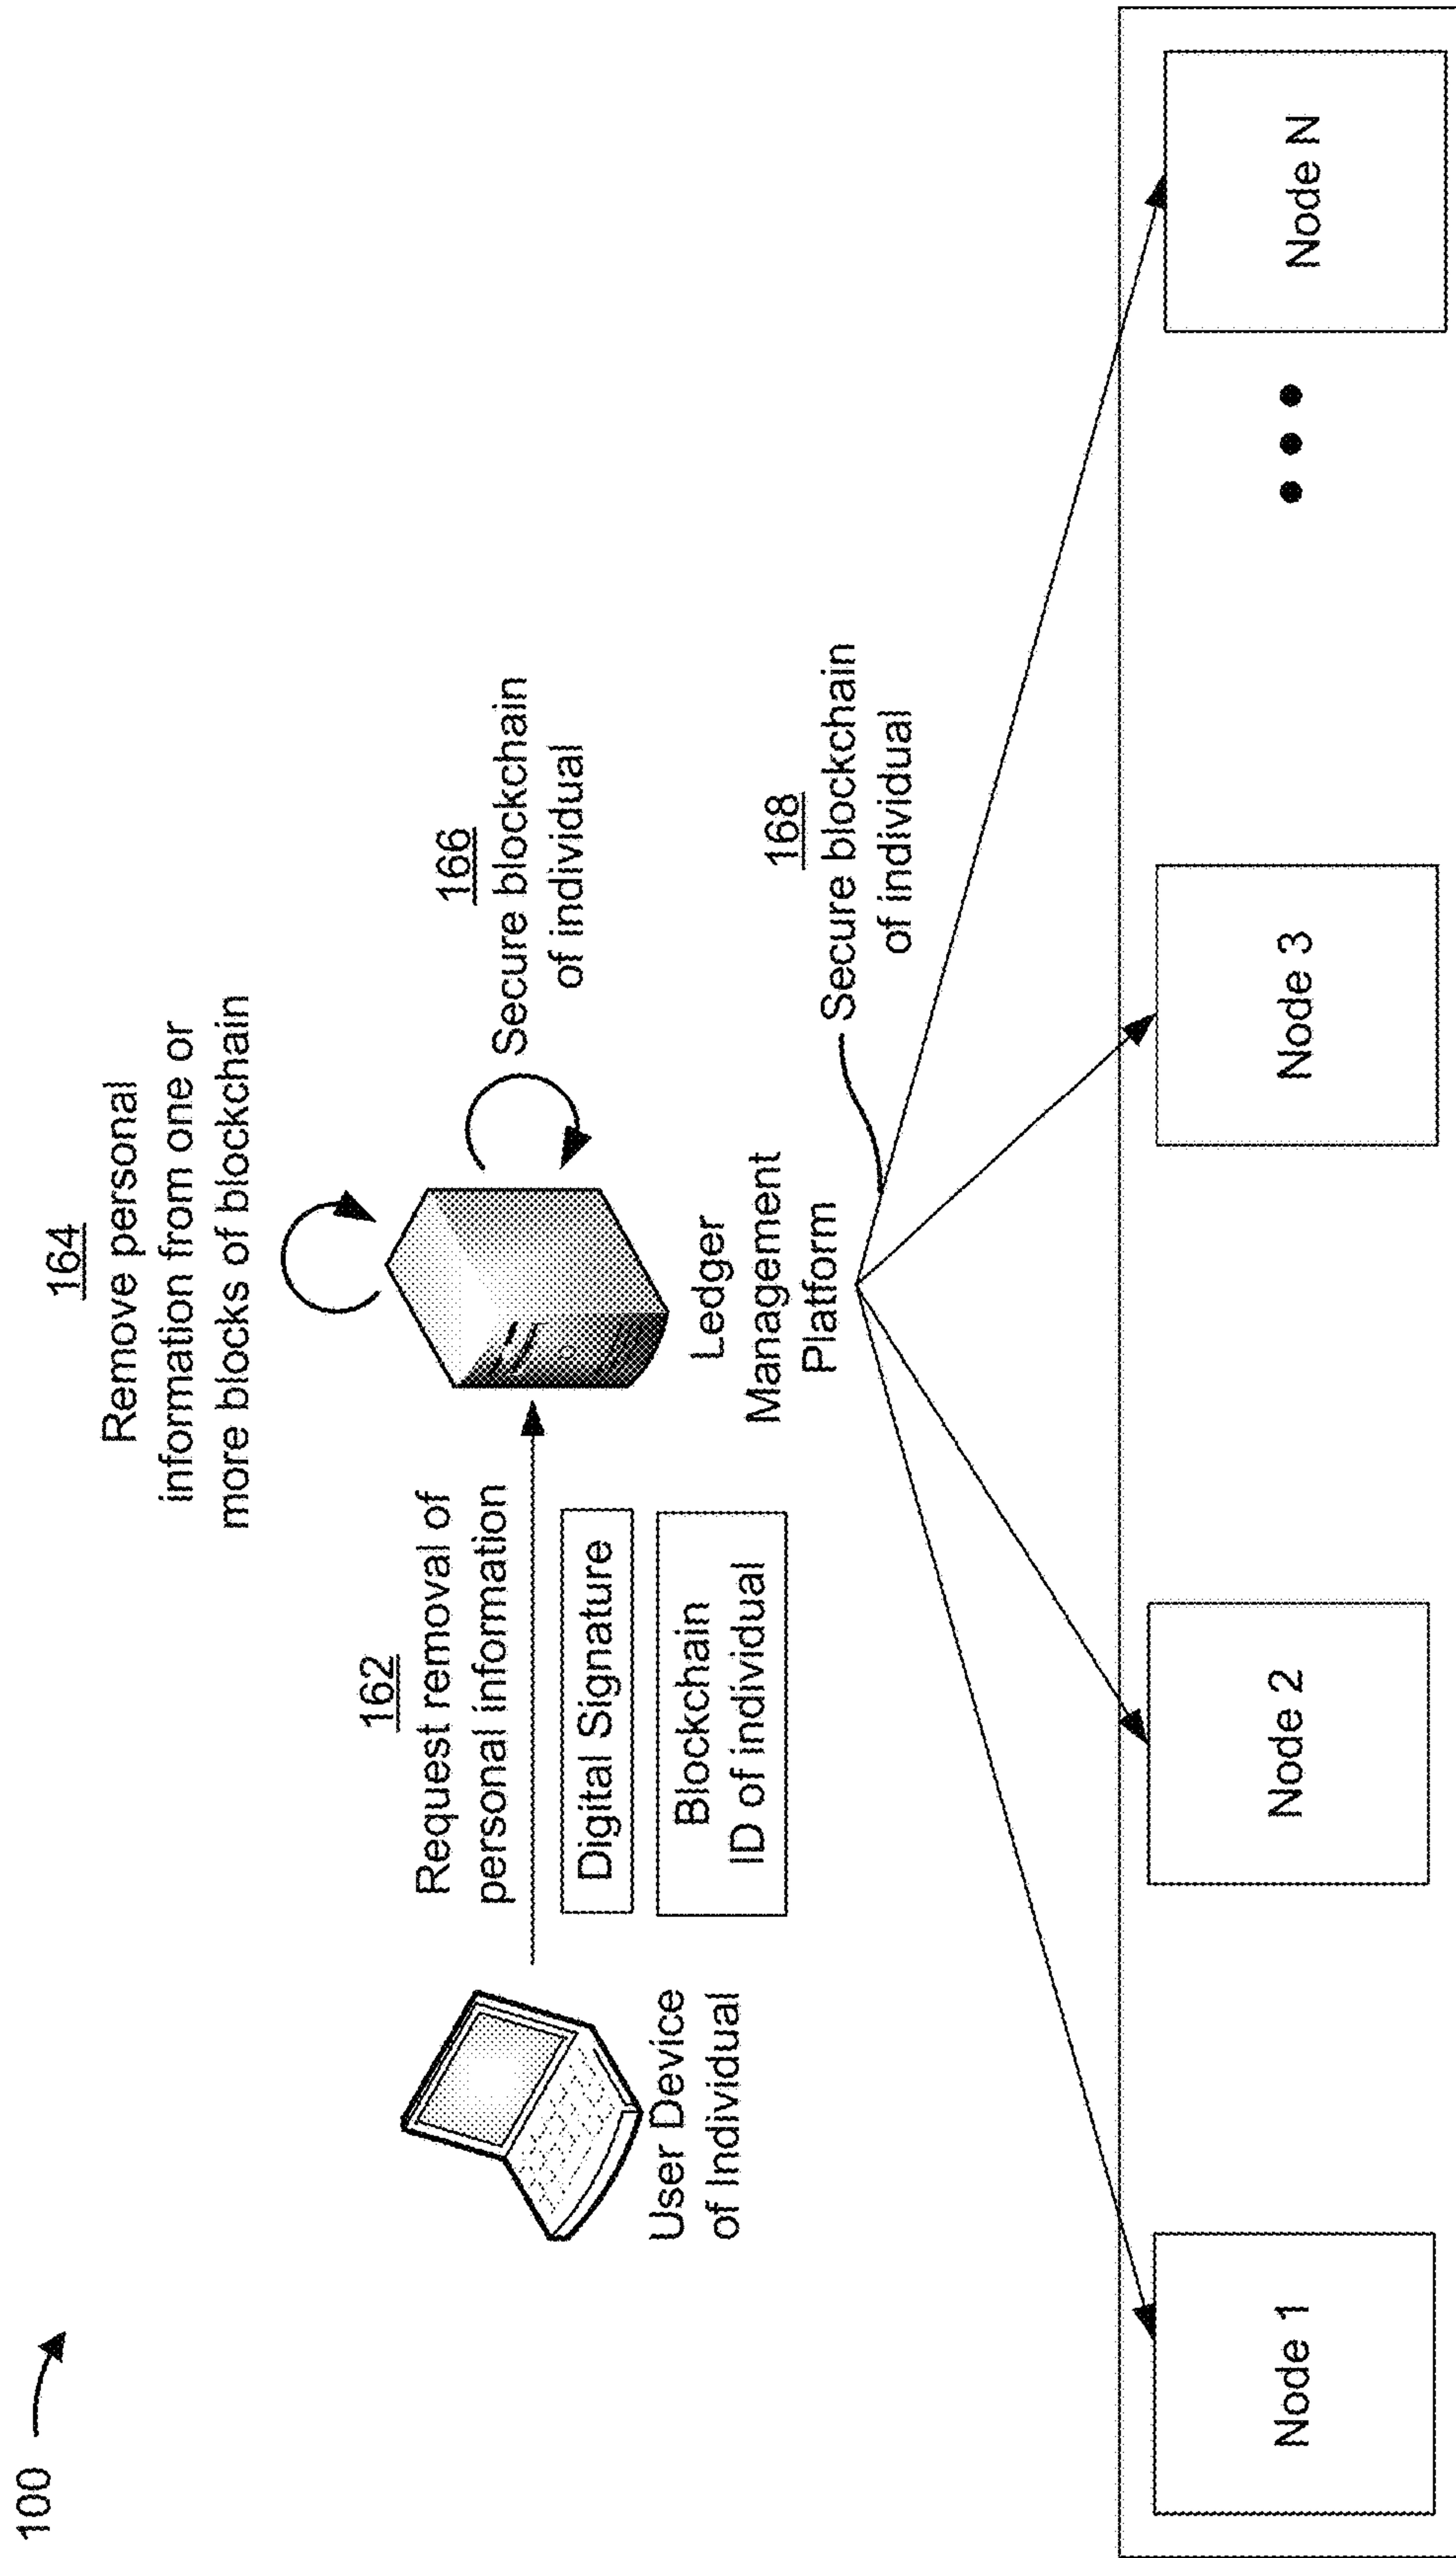 100
164
Remove personal
information from one or
more blocks of blockchain
162
Request removal of
personal information
Digital Signature
Blockchain
ID of individual
166
Secure blockchain
of individual
User Device
of Individual
Ledger
Management
Platform
168
Secure blockchain
of individual
Node 1
Node 2
Node 3
Node N